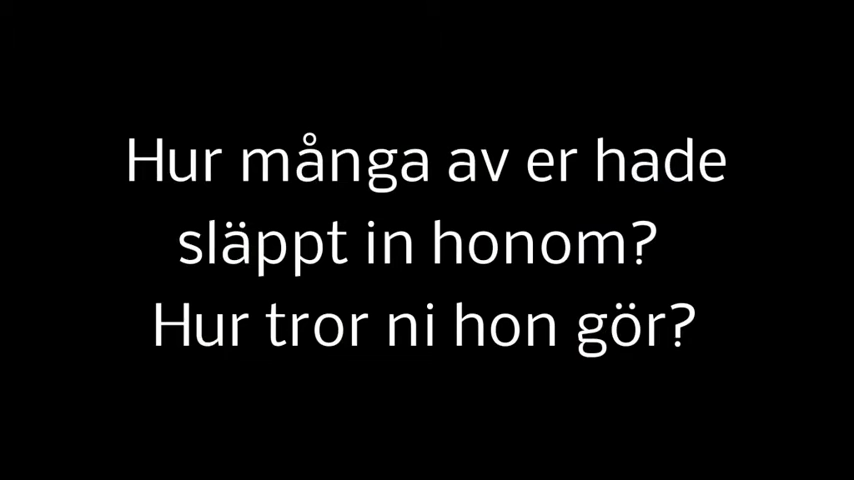 Hur många av er hade
släppt in honom?
Hur tror ni hon gör?